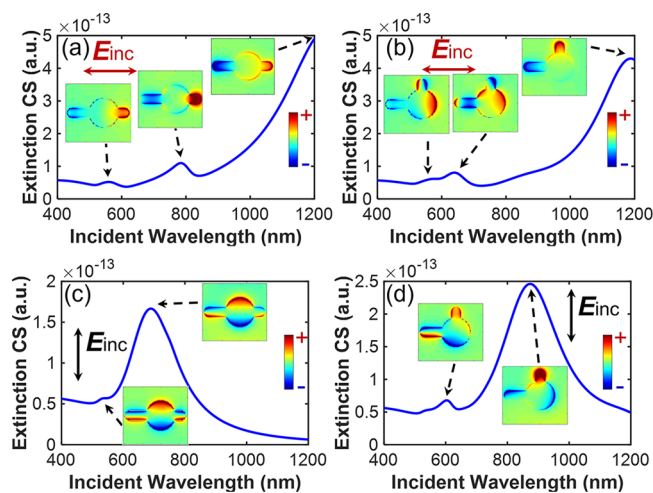 ×10⁻¹³
(a)
Einc
+
-
Extinction CS (a.u.)
5
4
3
2
1
0
400 600 800 1000 1200
Incident Wavelength (nm)
×10⁻¹³
(b)
Einc
+
-
Extinction CS (a.u.)
5
4
3
2
1
0
400 600 800 1000 1200
Incident Wavelength (nm)
×10⁻¹³
(c)
Einc
+
-
Extinction CS (a.u.)
2
1.5
1
0.5
0
400 600 800 1000 1200
Incident Wavelength (nm)
×10⁻¹³
(d)
Einc
+
-
Extinction CS (a.u.)
2.5
2
1.5
1
0.5
0
400 600 800 1000 1200
Incident Wavelength (nm)